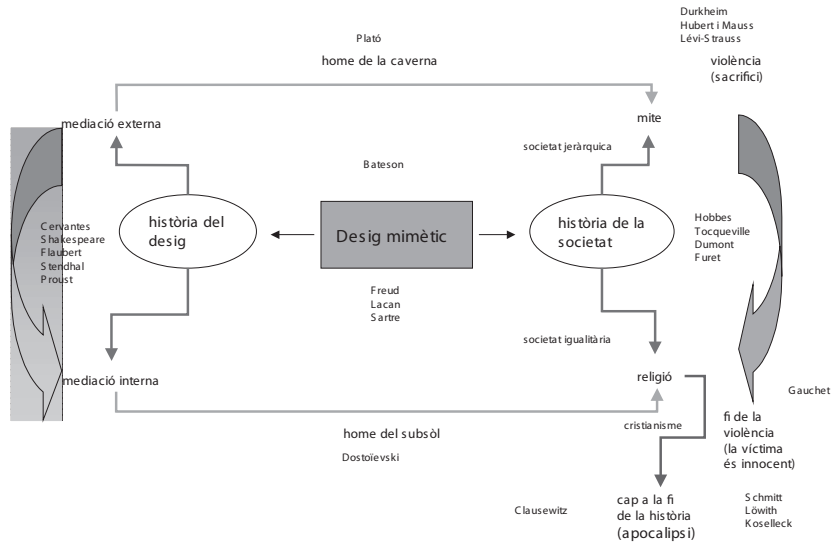 Durkheim
Hubert i Mauss
Lévi-Strauss
Plató
home de la caverna
violència
(sacrifici)
mediació externa
mite
societat jeràrquica
Bateson
Cervantes
Shakespeare
Flaubert
Stendhal
Proust
història del
desig
Desig mimètic
història de la
societat
Hobbes
Tocqueville
Dumont
Furet
Freud
Lacan
Sartre
societat igualitària
mediació interna
religió
Gauchet
cristianisme
fi de la
violència
(la víctima
és innocent)
home del subsòl
Dostoïevski
Clausewitz
cap a la fi
de la història
(apocalipsi)
Schmitt
Löwith
Koselleck